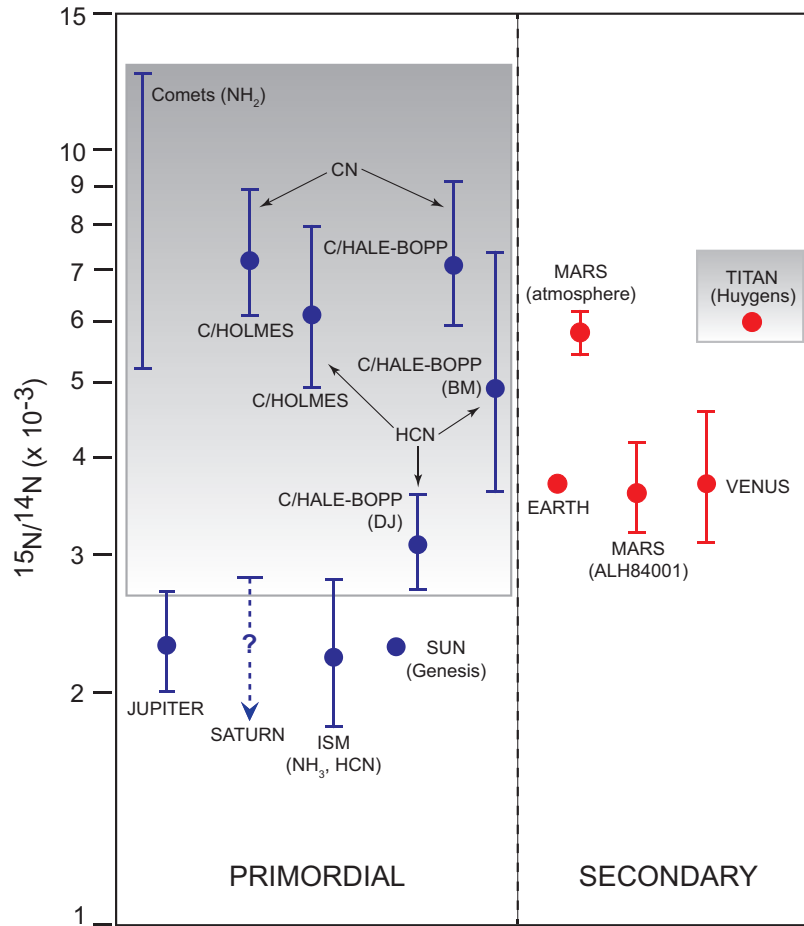 15
10
9
8
7
6
5
4
3
2
1
15N/14N (x 10-3)
Comets (NH2)
CN
C/HALE-BOPP
C/HOLMES
C/HOLMES
C/HALE-BOPP
(BM)
HCN
C/HALE-BOPP
(DJ)
JUPITER
?
SATURN
ISM
(NH3, HCN)
SUN
(Genesis)
PRIMORDIAL
MARS
(atmosphere)
TITAN
(Huygens)
EARTH
MARS
(ALH84001)
VENUS
SECONDARY